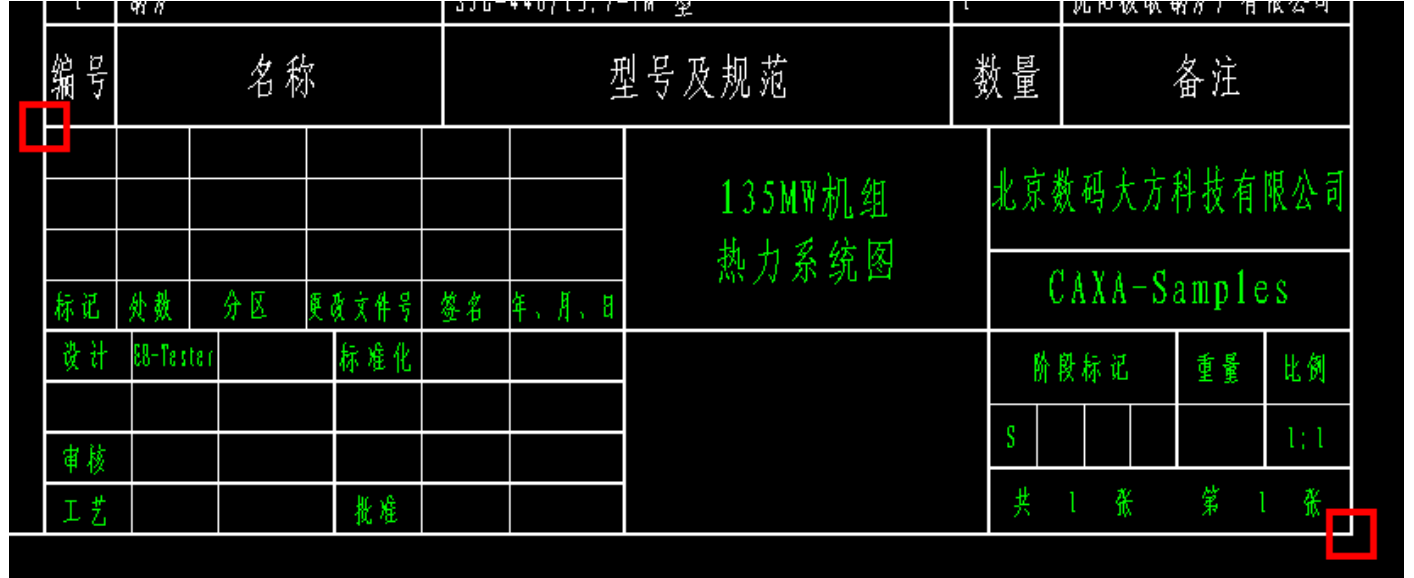 编号 名称 型号及规范 数量 备注
135MW机组
热力系统图
北京数码大方科技有限公司
CAXA-Samples
标记 处数 分区 更改文件号 签名 年、月、日
设计 EB-Tester 标准化
阶段标记 重量 比例
S 1:1
审核
工艺 批准
共 1 张 第 1 张